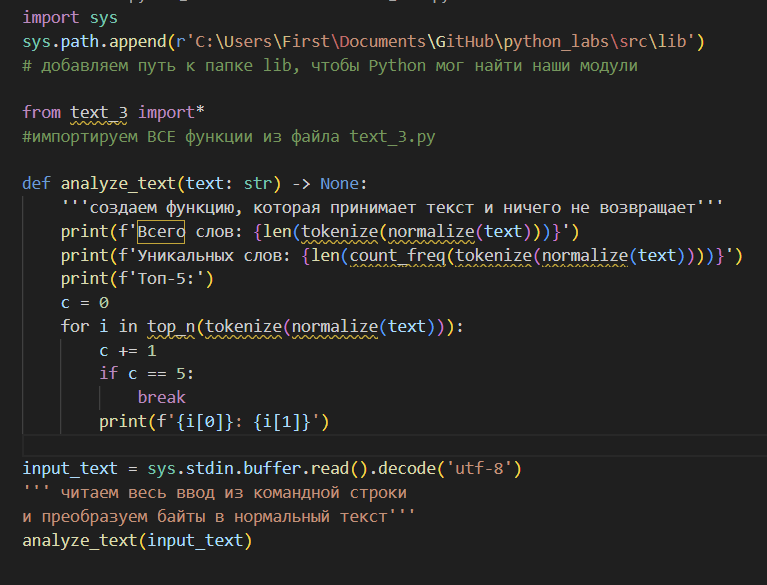 import sys
sys.path.append(r'C:\Users\First\Documents\GitHub\python_labs\src\lib')
# добавляем путь к папке lib, чтобы Python мог найти наши модули

from text_3 import*
#импортируем ВСЕ функции из файла text_3.py

def analyze_text(text: str) -> None:
    '''создаем функцию, которая принимает текст и ничего не возвращает'''
    print(f'Всего слов: {len(tokenize(normalize(text)))}')
    print(f'Уникальных слов: {len(count_freq(tokenize(normalize(text))))}')
    print(f'Топ-5:')
    c = 0
    for i in top_n(tokenize(normalize(text))):
        c += 1
        if c == 5:
            break
        print(f'{i[0]}: {i[1]}')

input_text = sys.stdin.buffer.read().decode('utf-8')
''' читаем весь ввод из командной строки
и преобразуем байты в нормальный текст'''
analyze_text(input_text)